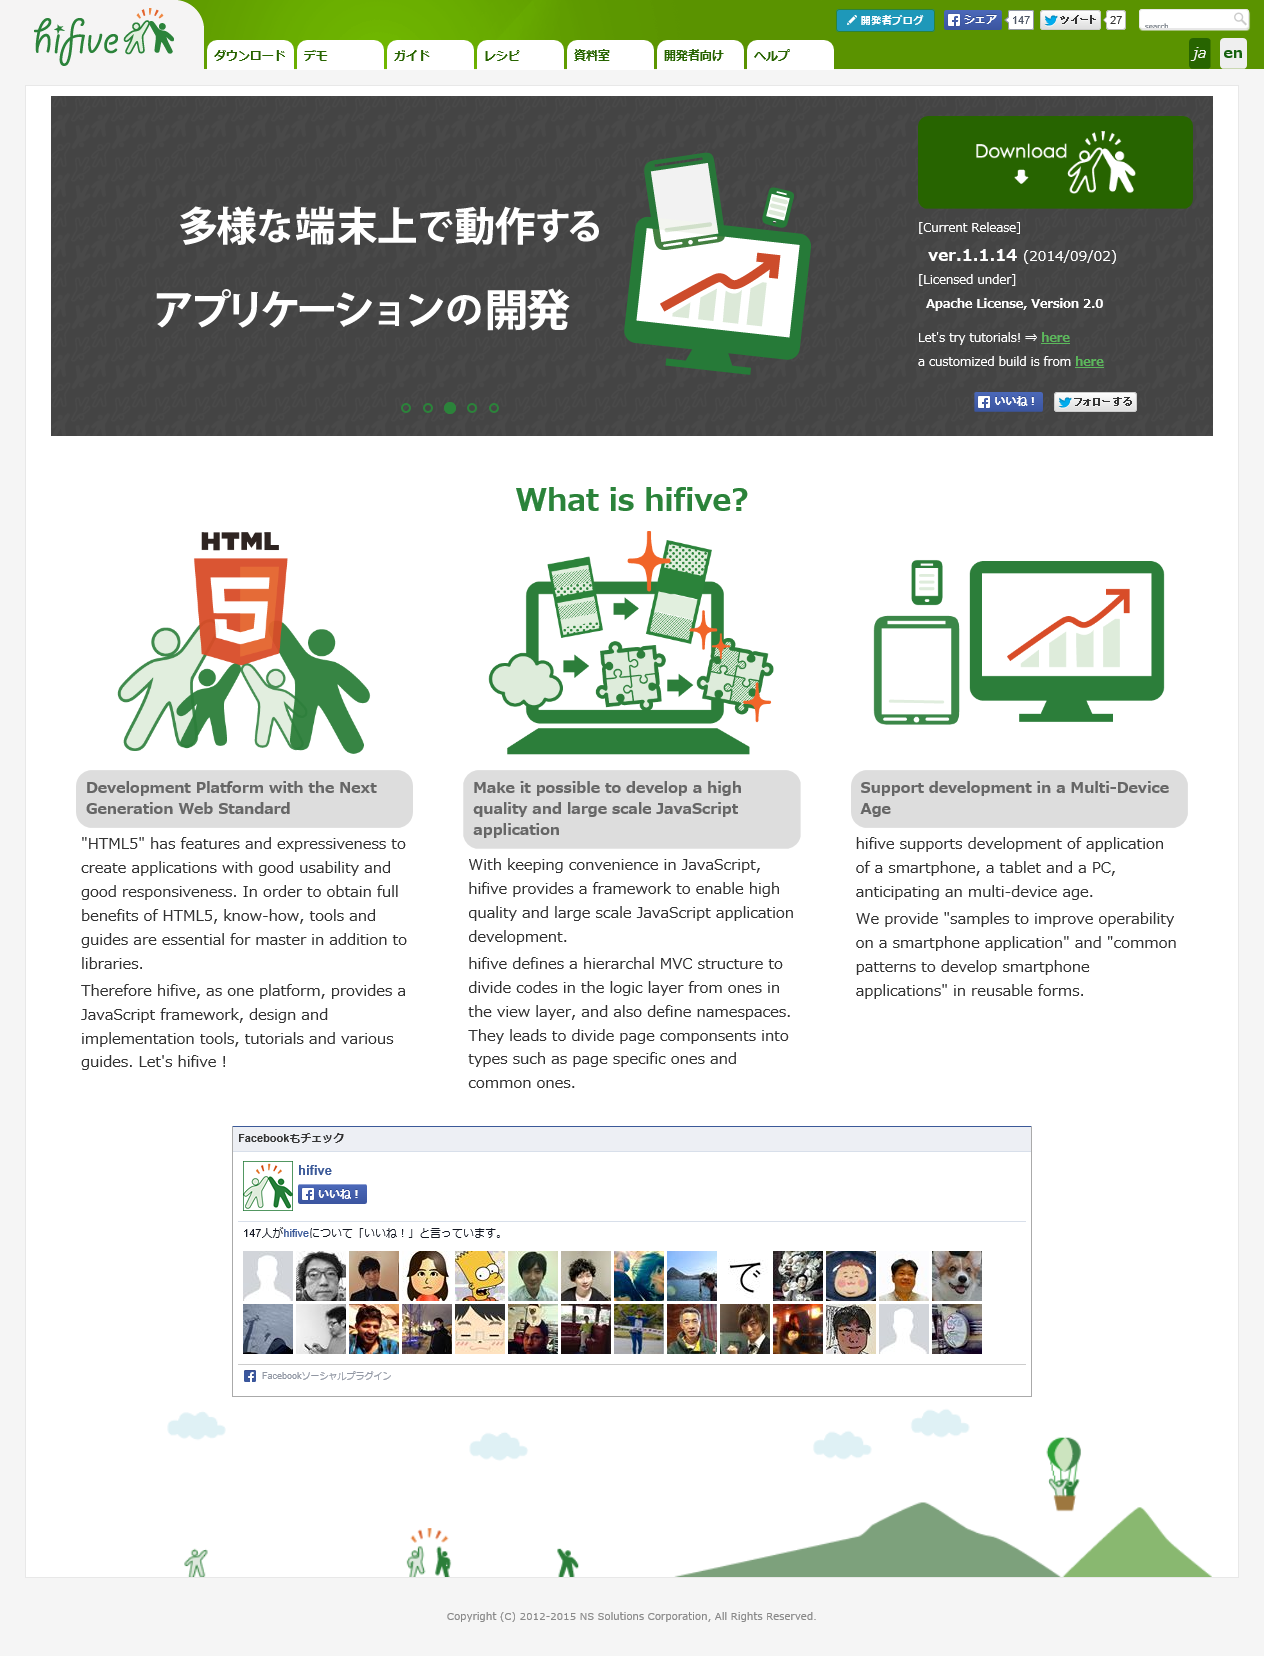 hifive
開発者ブログ
シェア 147
ツイート 27
search
ダウンロード
デモ
ガイド
レシピ
資料室
開発者向け
ヘルプ
ja
en
多様な端末上で動作する
アプリケーションの開発
Download
[Current Release]
ver.1.1.14 (2014/09/02)
[Licensed under]
Apache License, Version 2.0
Let's try tutorials! ⇒ here
a customized build is from here
いいね！
フォローする
What is hifive?
HTML
5
Development Platform with the Next
Generation Web Standard
"HTML5" has features and expressiveness to
create applications with good usability and
good responsiveness. In order to obtain full
benefits of HTML5, know-how, tools and
guides are essential for master in addition to
libraries.
Therefore hifive, as one platform, provides a
JavaScript framework, design and
implementation tools, tutorials and various
guides. Let's hifive !
Make it possible to develop a high
quality and large scale JavaScript
application
With keeping convenience in JavaScript,
hifive provides a framework to enable high
quality and large scale JavaScript application
development.
hifive defines a hierarchal MVC structure to
divide codes in the logic layer from ones in
the view layer, and also define namespaces.
They leads to divide page componsents into
types such as page specific ones and
common ones.
Support development in a Multi-Device
Age
hifive supports development of application
of a smartphone, a tablet and a PC,
anticipating an multi-device age.
We provide "samples to improve operability
on a smartphone application" and "common
patterns to develop smartphone
applications" in reusable forms.
Facebookもチェック
hifive
いいね！
147人がhifiveについて「いいね！」と言っています。
で
Facebookソーシャルプラグイン
Copyright (C) 2012-2015 NS Solutions Corporation, All Rights Reserved.